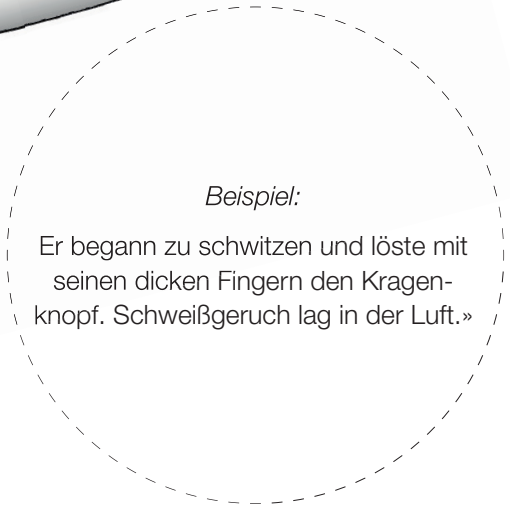 Beispiel:
Er begann zu schwitzen und löste mit
seinen dicken Fingern den Kragen-
knopf. Schweißgeruch lag in der Luft.»